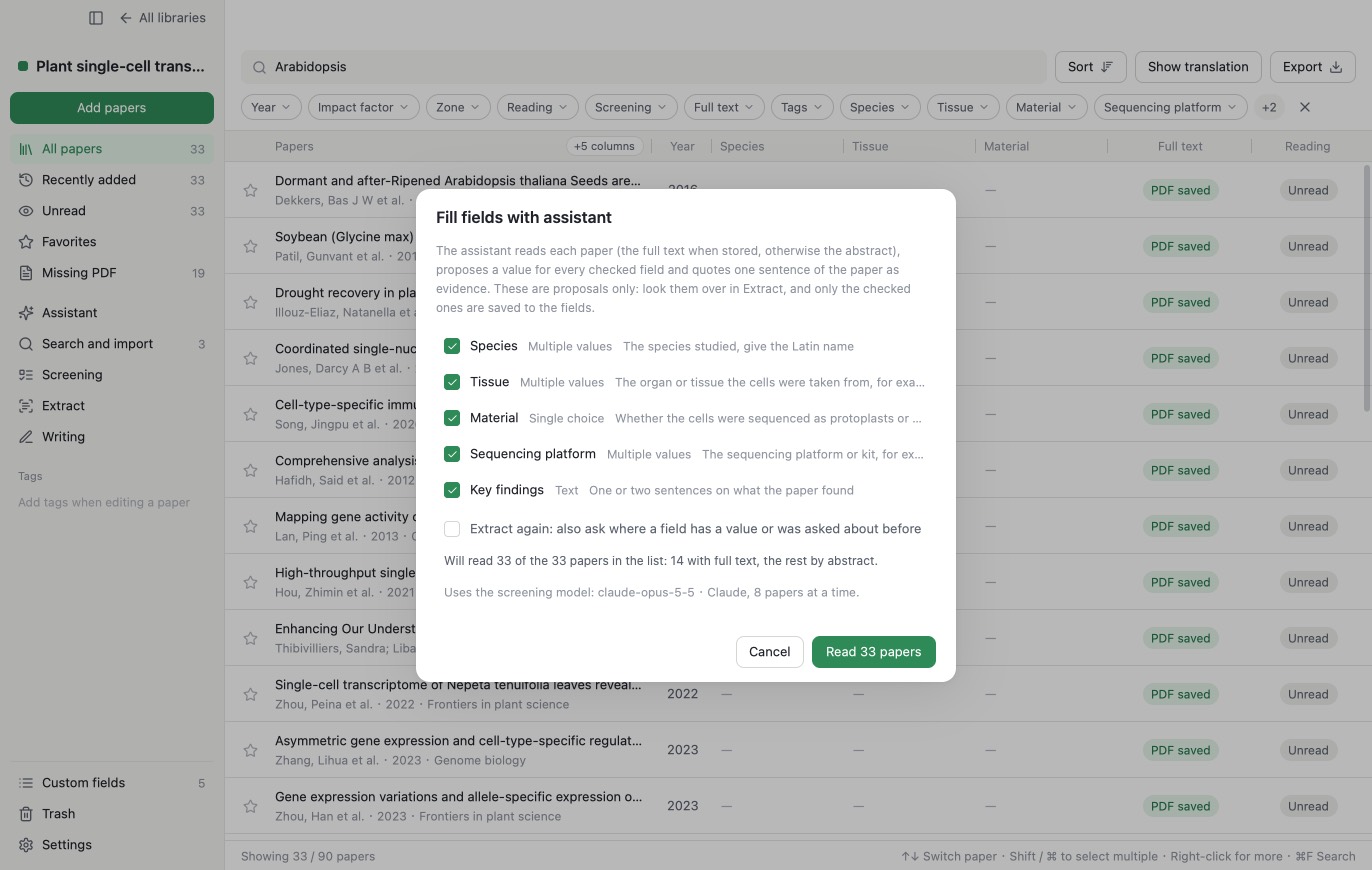 All libraries
Plant single-cell trans...
Add papers
All papers 33
Recently added 33
Unread 33
Favorites
Missing PDF 19
Assistant
Search and import 3
Screening
Extract
Writing
Tags
Add tags when editing a paper
Custom fields 5
Trash
Settings
Arabidopsis
Sort
Show translation
Export
Year
Impact factor
Zone
Reading
Screening
Full text
Tags
Species
Tissue
Material
Sequencing platform
+2
Papers +5 columns Year Species Tissue Material Full text Reading
Dormant and after-Ripened Arabidopsis thaliana Seeds are...
Dekkers, Bas J W et al. ·
— PDF saved Unread
Soybean (Glycine max)
Patil, Gunvant et al. · 201
— PDF saved Unread
Drought recovery in pla
Illouz-Eliaz, Natanella et a
— PDF saved Unread
Coordinated single-nuc
Jones, Darcy A B et al. ·
— PDF saved Unread
Cell-type-specific immu
Song, Jingpu et al. · 202
— PDF saved Unread
Comprehensive analysis
Hafidh, Said et al. · 2012
— PDF saved Unread
Mapping gene activity
Lan, Ping et al. · 2013 ·
— PDF saved Unread
High-throughput single
Hou, Zhimin et al. · 2021
— PDF saved Unread
Enhancing Our Underst
Thibivilliers, Sandra; Liba
— PDF saved Unread
Single-cell transcriptome of Nepeta tenuifolia leaves reveal...
Zhou, Peina et al. · 2022 · Frontiers in plant science
2022 — — — PDF saved Unread
Asymmetric gene expression and cell-type-specific regulat...
Zhang, Lihua et al. · 2023 · Genome biology
2023 — — — PDF saved Unread
Gene expression variations and allele-specific expression o...
Zhou, Han et al. · 2023 · Frontiers in plant science
2023 — — — PDF saved Unread
Showing 33 / 90 papers
↑↓ Switch paper · Shift / ⌘ to select multiple · Right-click for more · ⌘F Search
Fill fields with assistant
The assistant reads each paper (the full text when stored, otherwise the abstract),
proposes a value for every checked field and quotes one sentence of the paper as
evidence. These are proposals only: look them over in Extract, and only the checked
ones are saved to the fields.
Species Multiple values The species studied, give the Latin name
Tissue Multiple values The organ or tissue the cells were taken from, for exa...
Material Single choice Whether the cells were sequenced as protoplasts or ...
Sequencing platform Multiple values The sequencing platform or kit, for ex...
Key findings Text One or two sentences on what the paper found
Extract again: also ask where a field has a value or was asked about before
Will read 33 of the 33 papers in the list: 14 with full text, the rest by abstract.
Uses the screening model: claude-opus-5-5 · Claude, 8 papers at a time.
Cancel
Read 33 papers